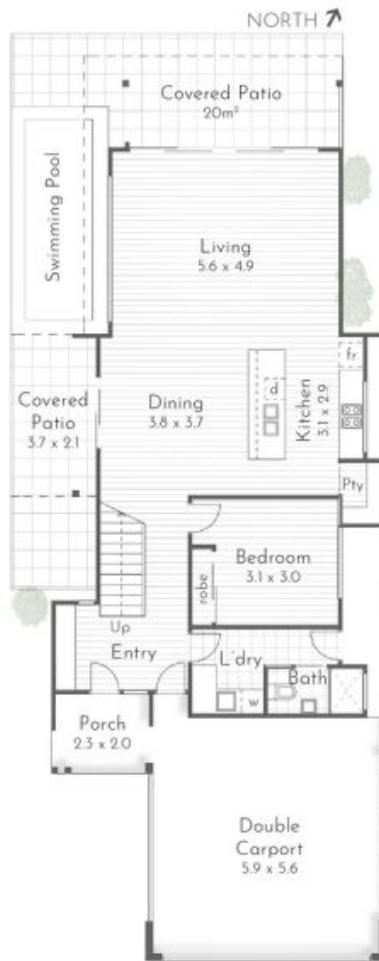 NORTH
Covered Patio
20m²
Swimming Pool
Living
5.6 x 4.9
fr
Covered
Patio
3.7 x 2.1
Dining
3.8 x 3.7
d
Kitchen
3.1 x 2.9
Pty
Bedroom
3.1 x 3.0
robe
Up
Entry
L'dry
Bath
w
Porch
2.3 x 2.0
Double
Carport
5.9 x 5.6